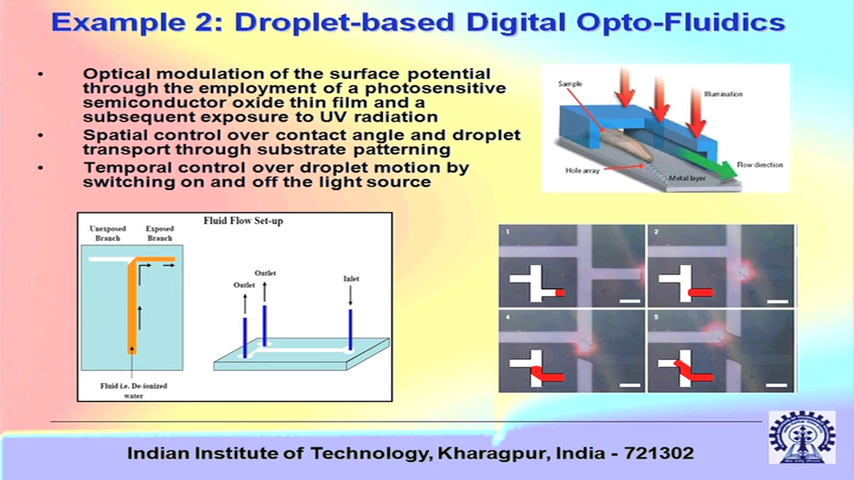 Example 2: Droplet-based Digital Opto-Fluidics
• Optical modulation of the surface potential
through the employment of a photosensitive
semiconductor oxide thin film and a
subsequent exposure to UV radiation
• Spatial control over contact angle and droplet
transport through substrate patterning
• Temporal control over droplet motion by
switching on and off the light source
Sample
Illumination
Flow direction
Hole array
Metal layer
Fluid Flow Set-up
Unexposed
Branch
Exposed
Branch
Fluid i.e. De-ionized
water
Outlet
Outlet
Inlet
1
2
4
5
Indian Institute of Technology, Kharagpur, India - 721302